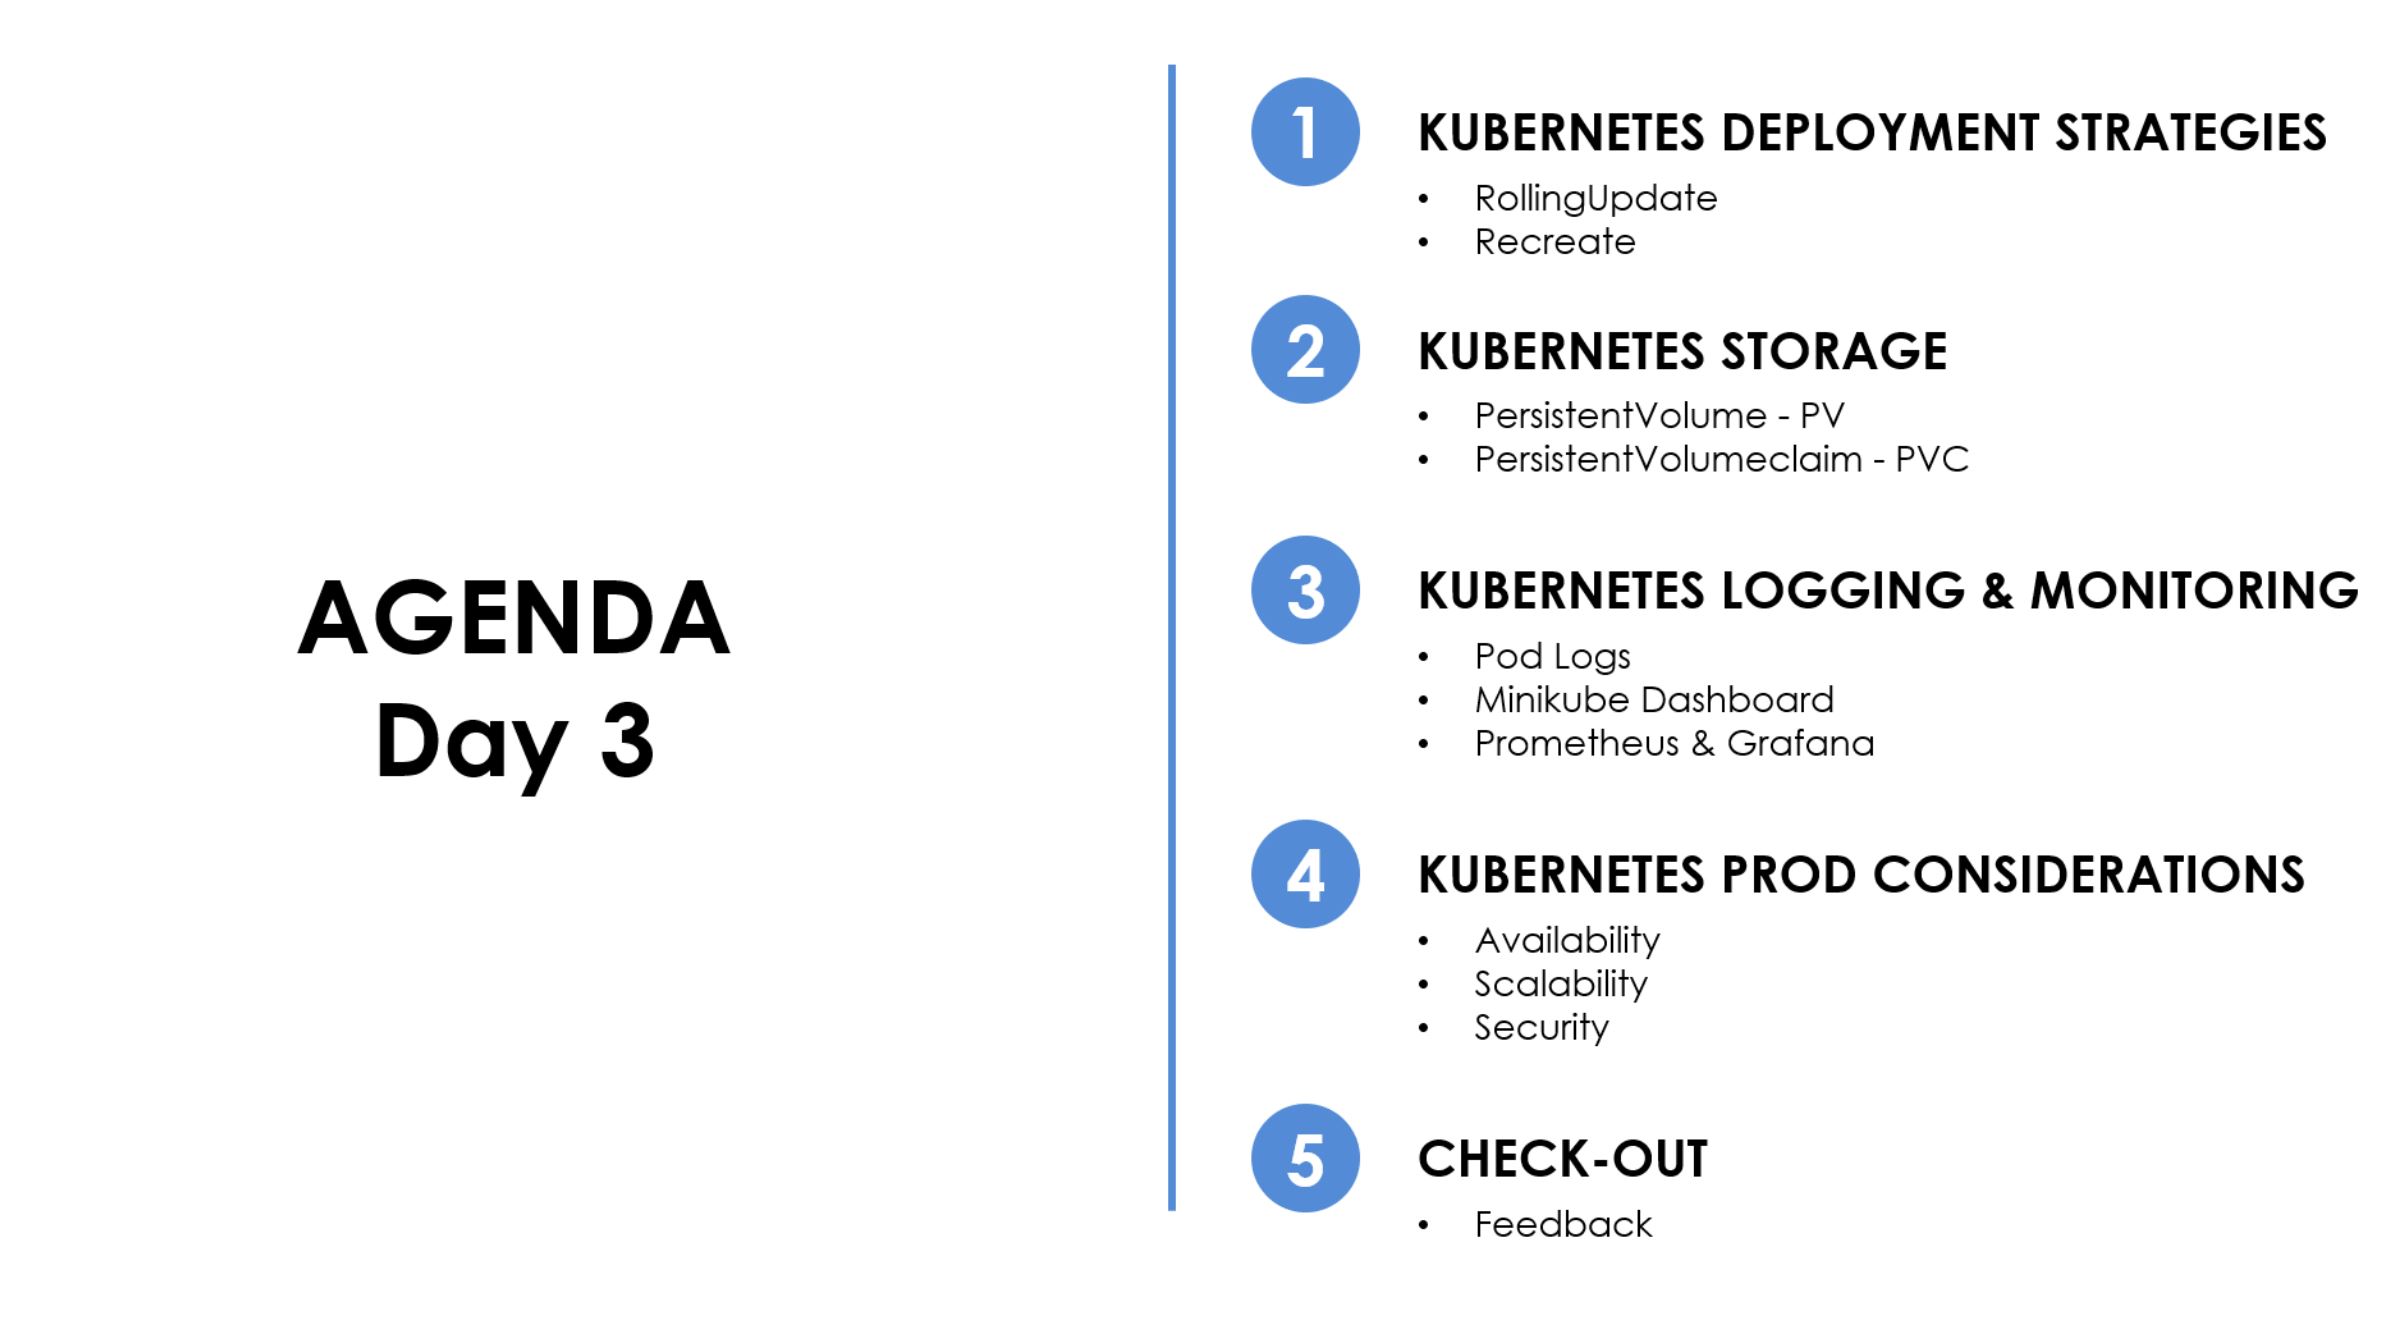 AGENDA
Day 3
1
KUBERNETES DEPLOYMENT STRATEGIES
• RollingUpdate
• Recreate
2
KUBERNETES STORAGE
• PersistentVolume - PV
• PersistentVolumeclaim - PVC
3
KUBERNETES LOGGING & MONITORING
• Pod Logs
• Minikube Dashboard
• Prometheus & Grafana
4
KUBERNETES PROD CONSIDERATIONS
• Availability
• Scalability
• Security
5
CHECK-OUT
• Feedback